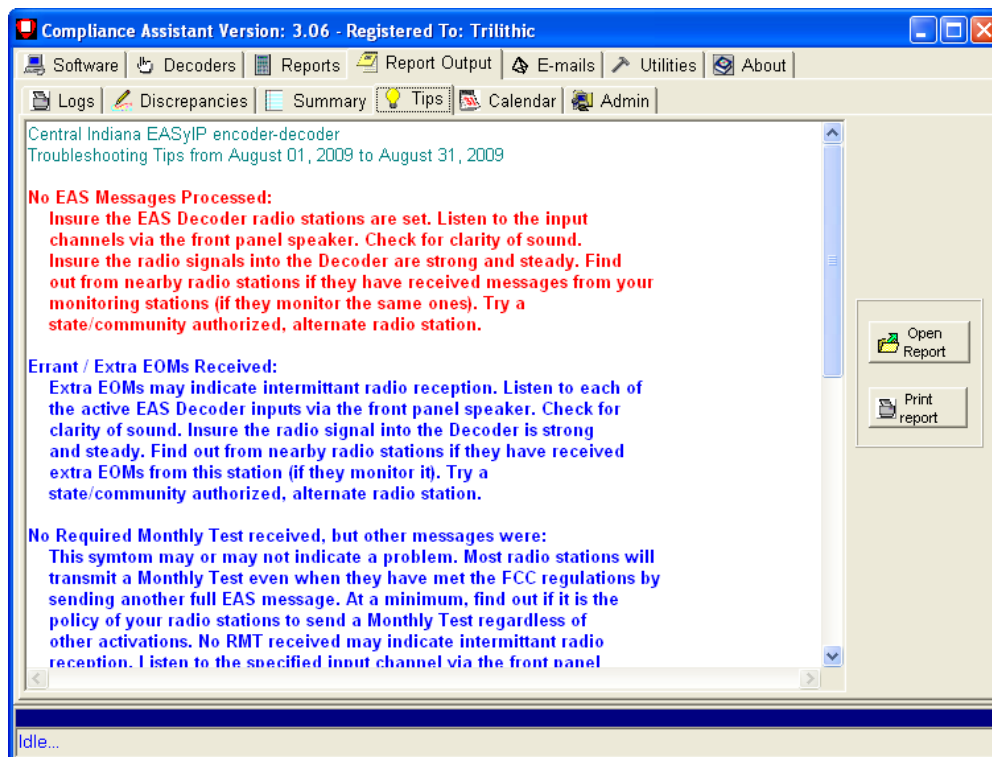 Compliance Assistant Version: 3.06 - Registered To: Trilithic
Software Decoders Reports Report Output E-mails Utilities About
Logs Discrepancies Summary Tips Calendar Admin
Central Indiana EASyIP encoder-decoder
Troubleshooting Tips from August 01, 2009 to August 31, 2009
No EAS Messages Processed:
Insure the EAS Decoder radio stations are set. Listen to the input
channels via the front panel speaker. Check for clarity of sound.
Insure the radio signals into the Decoder are strong and steady. Find
out from nearby radio stations if they have received messages from your
monitoring stations (if they monitor the same ones). Try a
state/community authorized, alternate radio station.
Errant / Extra EOMs Received:
Extra EOMs may indicate intermittant radio reception. Listen to each of
the active EAS Decoder inputs via the front panel speaker. Check for
clarity of sound. Insure the radio signal into the Decoder is strong
and steady. Find out from nearby radio stations if they have received
extra EOMs from this station (if they monitor it). Try a
state/community authorized, alternate radio station.
No Required Monthly Test received, but other messages were:
This symtom may or may not indicate a problem. Most radio stations will
transmit a Monthly Test even when they have met the FCC regulations by
sending another full EAS message. At a minimum, find out if it is the
policy of your radio stations to send a Monthly Test regardless of
other activations. No RMT received may indicate intermittant radio
reception. Listen to the specified input channel via the front panel
Open
Report
Print
report
Idle...